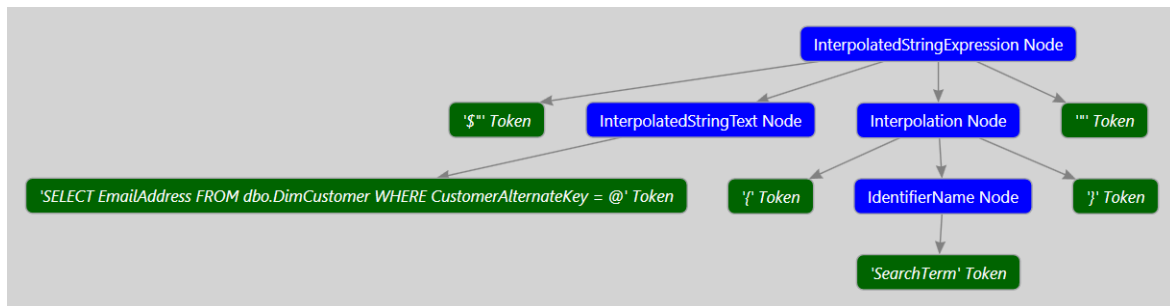 InterpolatedStringExpression Node
'$"' Token
InterpolatedStringText Node
Interpolation Node
'"' Token
'SELECT EmailAddress FROM dbo.DimCustomer WHERE CustomerAlternateKey = @' Token
'{' Token
IdentifierName Node
'}' Token
'SearchTerm' Token